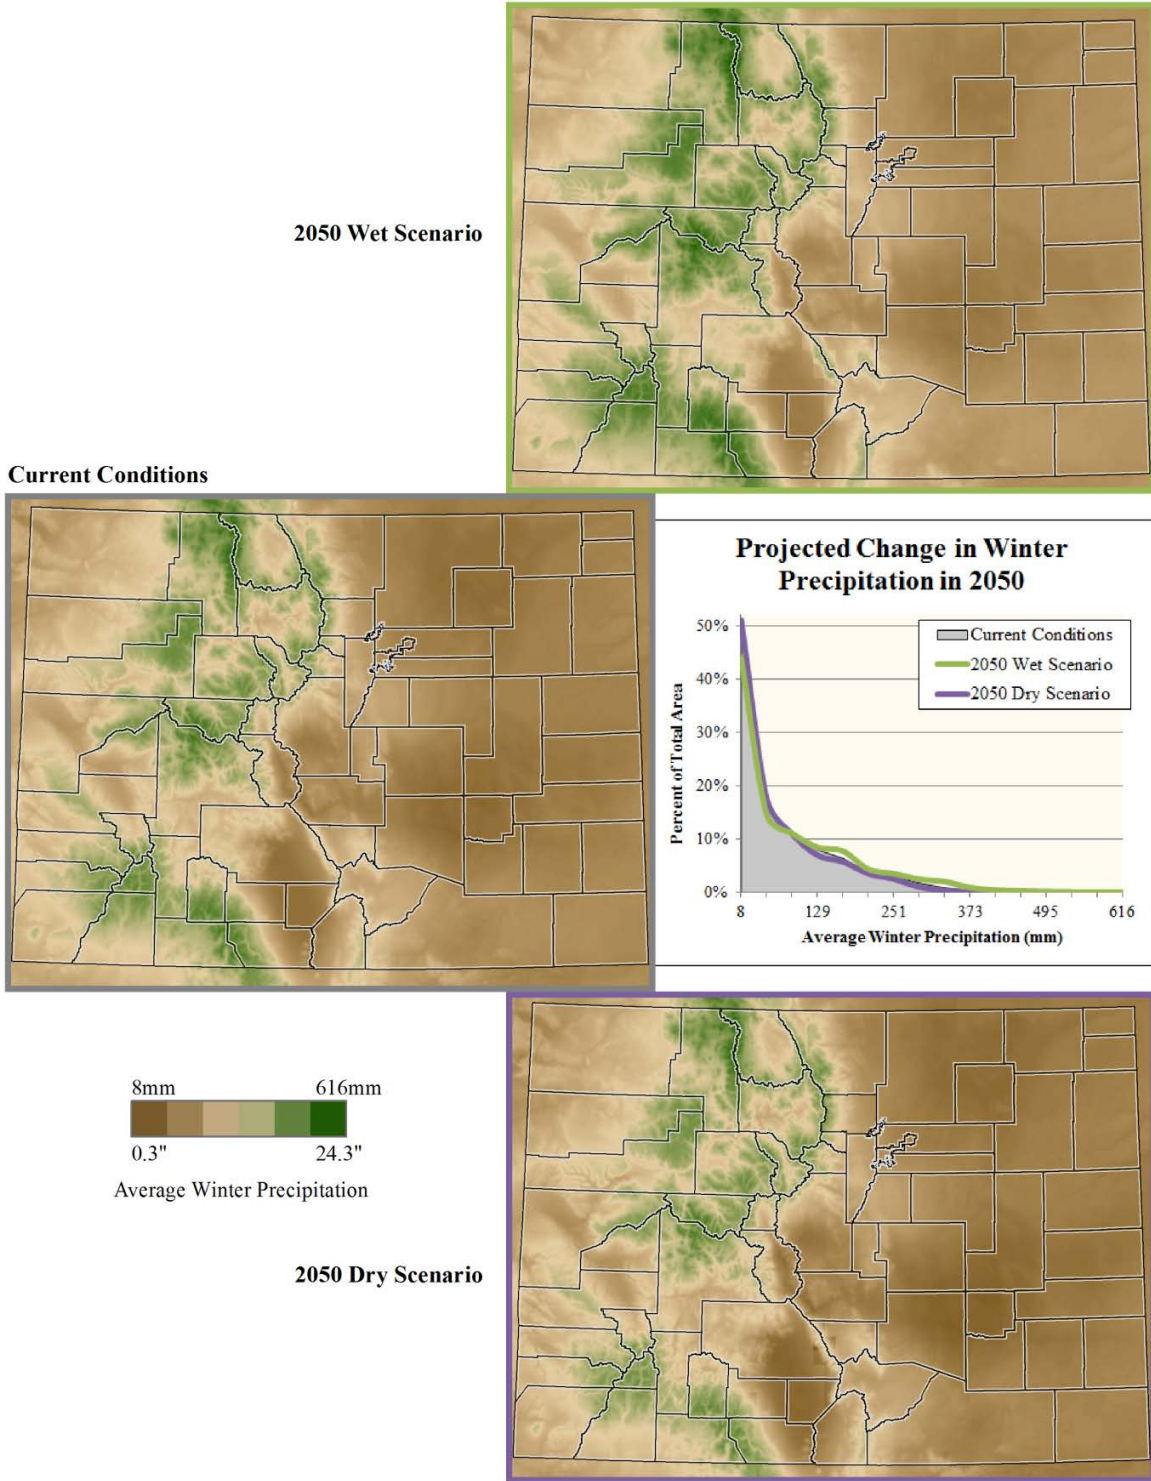 2050 Wet Scenario
Current Conditions
Projected Change in Winter
Precipitation in 2050
50%
40%
30%
20%
10%
0%
Percent of Total Area
Current Conditions
2050 Wet Scenario
2050 Dry Scenario
8 129 251 373 495 616
Average Winter Precipitation (mm)
8mm 616mm
0.3" 24.3"
Average Winter Precipitation
2050 Dry Scenario